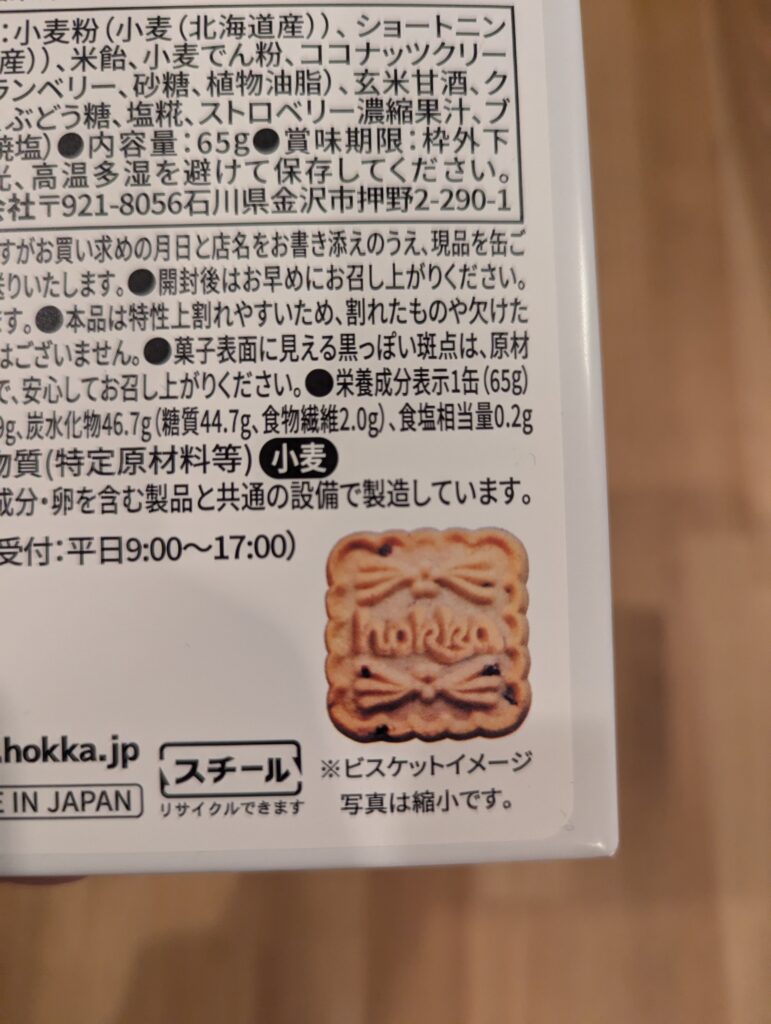 :小麦粉(小麦(北海道産))、ショートニン
産))、米飴、小麦でん粉、ココナッツクリー
ランベリー、砂糖、植物油脂)、玄米甘酒、ク
ぶどう糖、塩糀、ストロベリー濃縮果汁、ブ
焼塩)●内容量:65g●賞味期限:枠外下
光、高温多湿を避けて保存してください。
会社〒921-8056石川県金沢市押野2-290-1
すがお買い求めの月日と店名をお書き添えのうえ、現品を缶ご
送りいたします。●開封後はお早めにお召し上がりください。
ます。●本品は特性上割れやすいため、割れたものや欠けた
はございません。●菓子表面に見える黒っぽい斑点は、原材
で、安心してお召し上がりください。●栄養成分表示1缶(65g)
9g、炭水化物46.7g(糖質44.7g、食物繊維2.0g)、食塩相当量0.2g
物質(特定原材料等) 小麦
成分・卵を含む製品と共通の設備で製造しています。
受付:平日9:00〜17:00)
hokka
.hokka.jp
スチール
リサイクルできます
E IN JAPAN
※ビスケットイメージ
写真は縮小です。